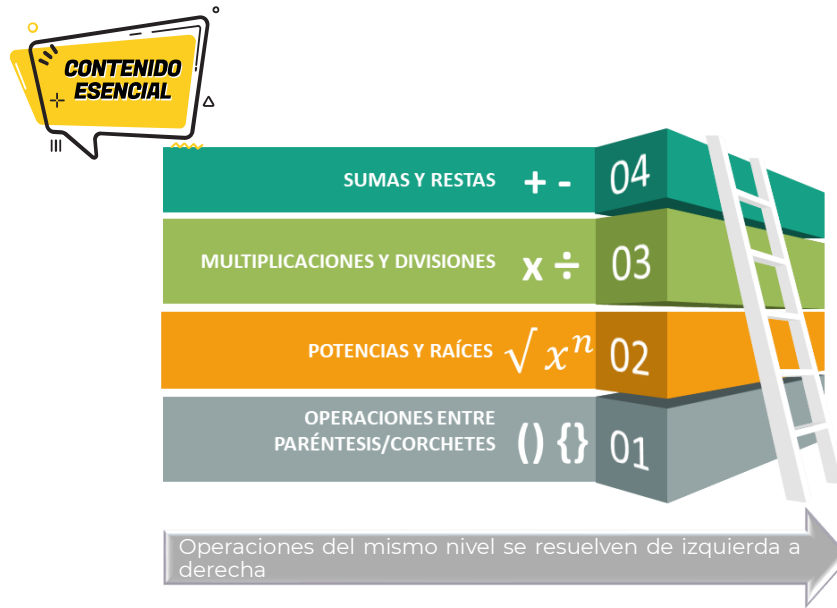 CONTENIDO
ESENCIAL
SUMAS Y RESTAS + - 04
MULTIPLICACIONES Y DIVISIONES x ÷ 03
POTENCIAS Y RAÍCES √ xⁿ 02
OPERACIONES ENTRE
PARÉNTESIS/CORCHETES () {} 01
Operaciones del mismo nivel se resuelven de izquierda a
derecha